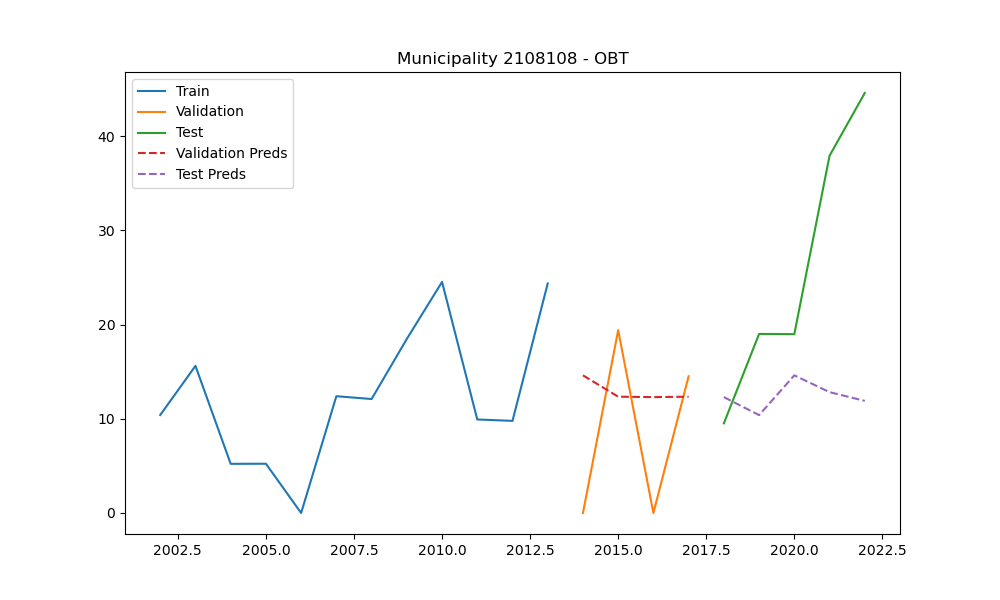 Municipality 2108108 - OBT
Train
Validation
Test
Validation Preds
Test Preds
40
30
20
10
0
2002.5 2005.0 2007.5 2010.0 2012.5 2015.0 2017.5 2020.0 2022.5